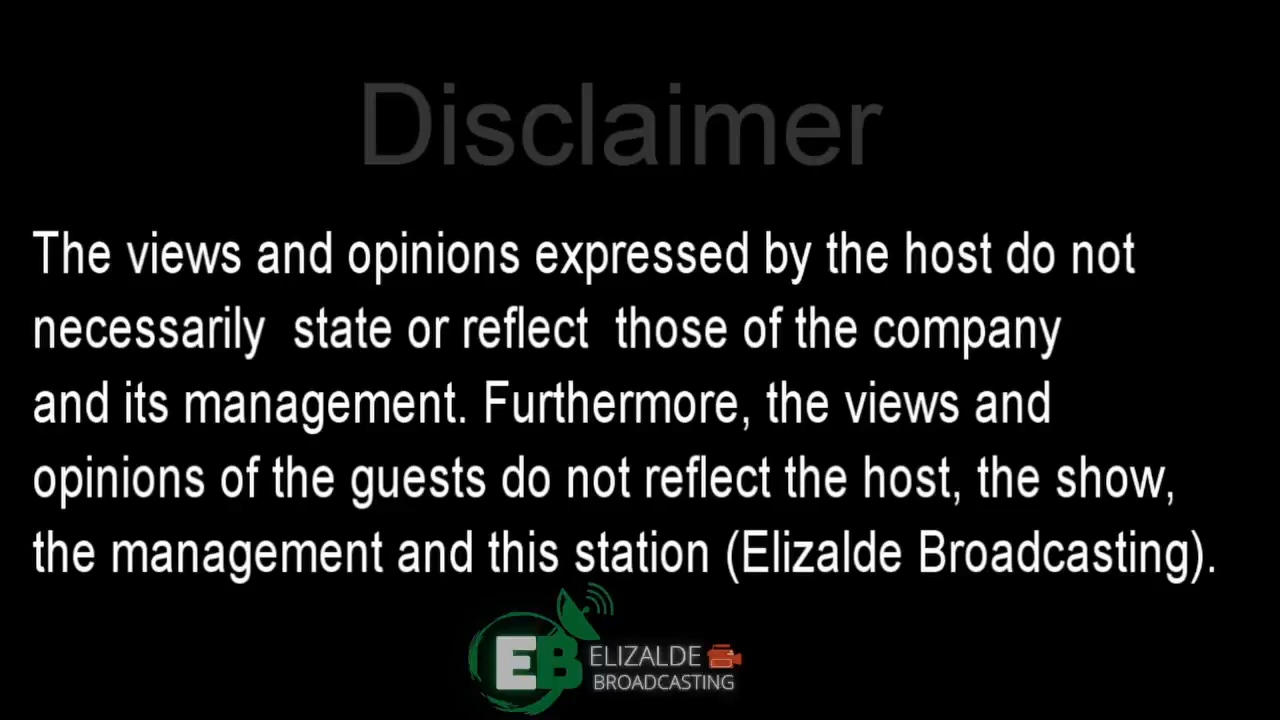 Disclaimer
The views and opinions expressed by the host do not
necessarily  state or reflect  those of the company
and its management. Furthermore, the views and
opinions of the guests do not reflect the host, the show,
the management and this station (Elizalde Broadcasting).
EB
ELIZALDE
BROADCASTING